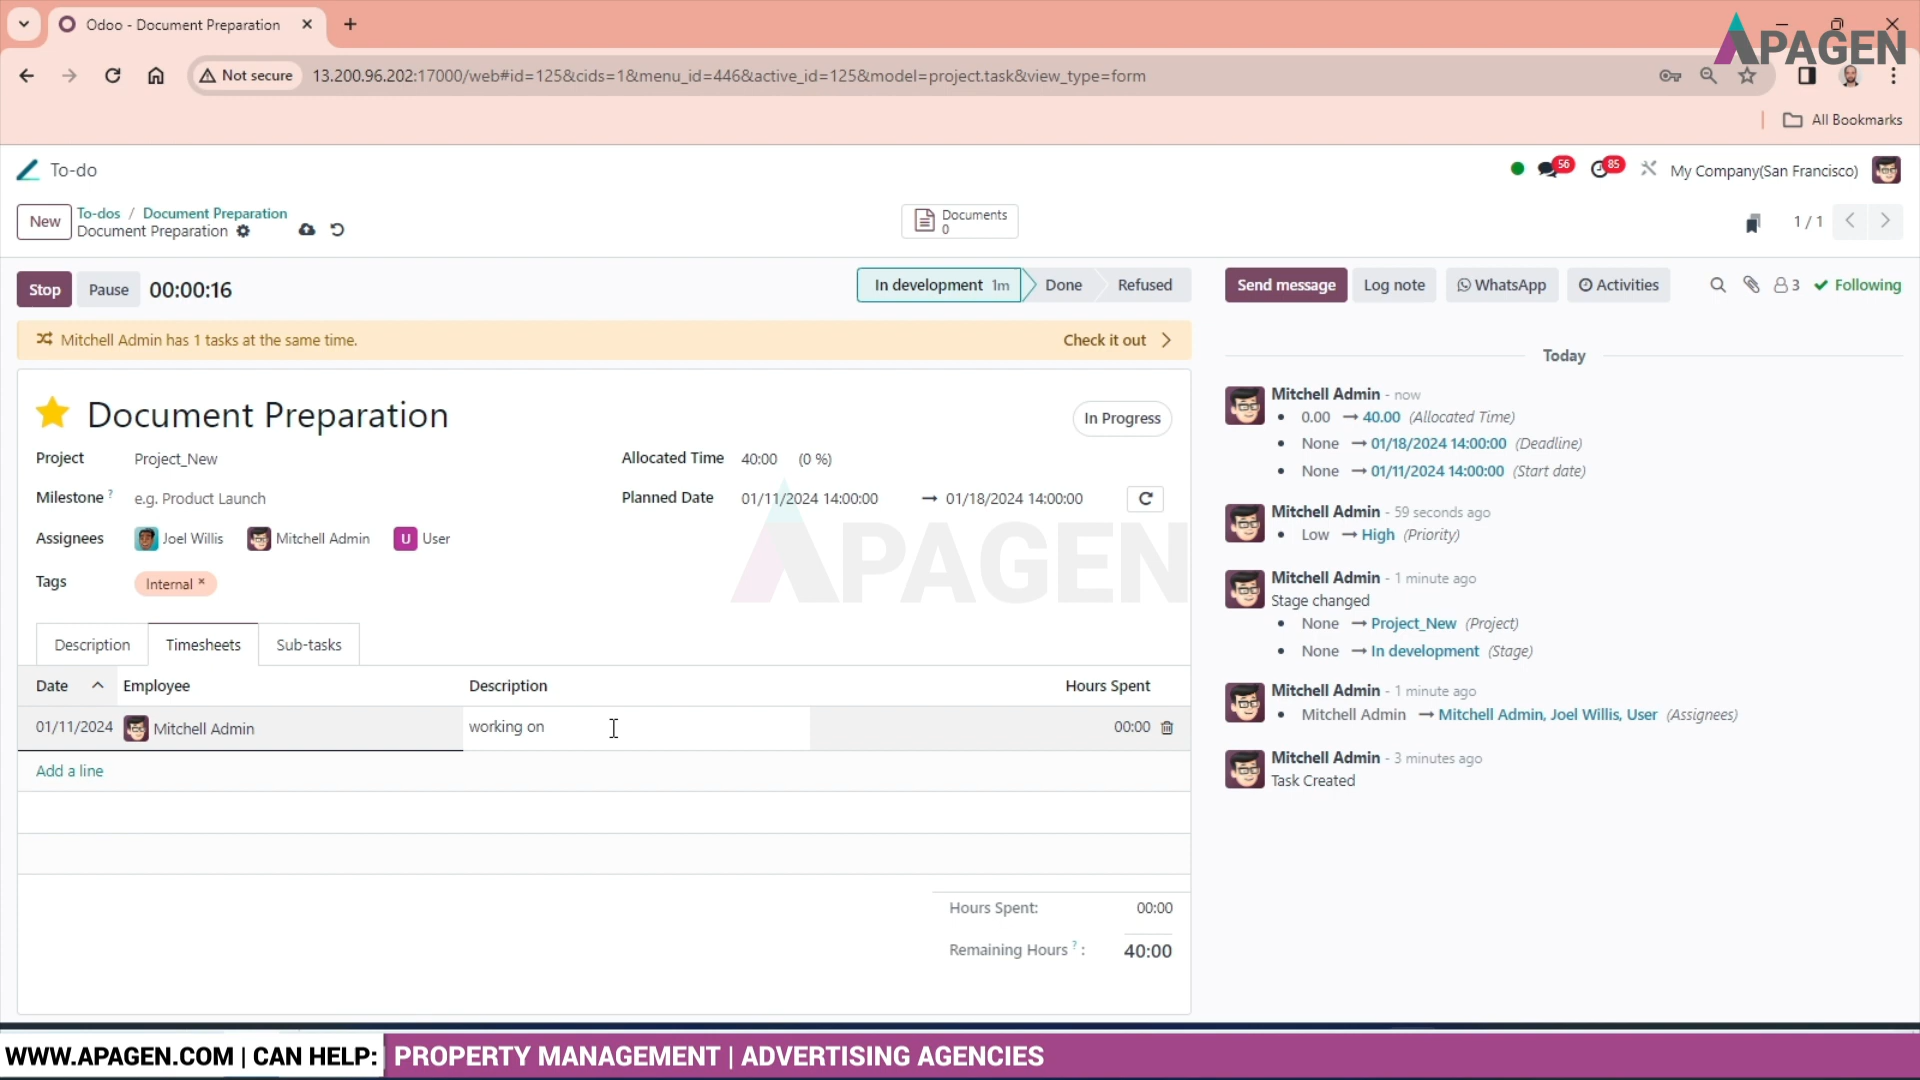 Odoo - Document Preparation
APAGEN
Not secure
13.200.96.202:17000/web#id=125&cids=1&menu_id=446&active_id=125&model=project.task&view_type=form
All Bookmarks
To-do
56
85
My Company(San Francisco)
New
To-dos / Document Preparation
Document Preparation
Documents
0
1 / 1
Stop
Pause
00:00:16
In development 1m
Done
Refused
Send message
Log note
WhatsApp
Activities
3
Following
Mitchell Admin has 1 tasks at the same time.
Check it out
Document Preparation
In Progress
Project
Project_New
Allocated Time
40:00 (0 %)
Milestone ?
e.g. Product Launch
Planned Date
01/11/2024 14:00:00 → 01/18/2024 14:00:00
Assignees
Joel Willis
Mitchell Admin
U User
Tags
Internal ×
APAGEN
Description
Timesheets
Sub-tasks
Date
Employee
Description
Hours Spent
01/11/2024
Mitchell Admin
working on
00:00
Add a line
Hours Spent:
00:00
Remaining Hours ? :
40:00
Today
Mitchell Admin - now
• 0.00 → 40.00 (Allocated Time)
• None → 01/18/2024 14:00:00 (Deadline)
• None → 01/11/2024 14:00:00 (Start date)
Mitchell Admin - 59 seconds ago
• Low → High (Priority)
Mitchell Admin - 1 minute ago
Stage changed
• None → Project_New (Project)
• None → In development (Stage)
Mitchell Admin - 1 minute ago
• Mitchell Admin → Mitchell Admin, Joel Willis, User (Assignees)
Mitchell Admin - 3 minutes ago
Task Created
WWW.APAGEN.COM | CAN HELP: PROPERTY MANAGEMENT | ADVERTISING AGENCIES